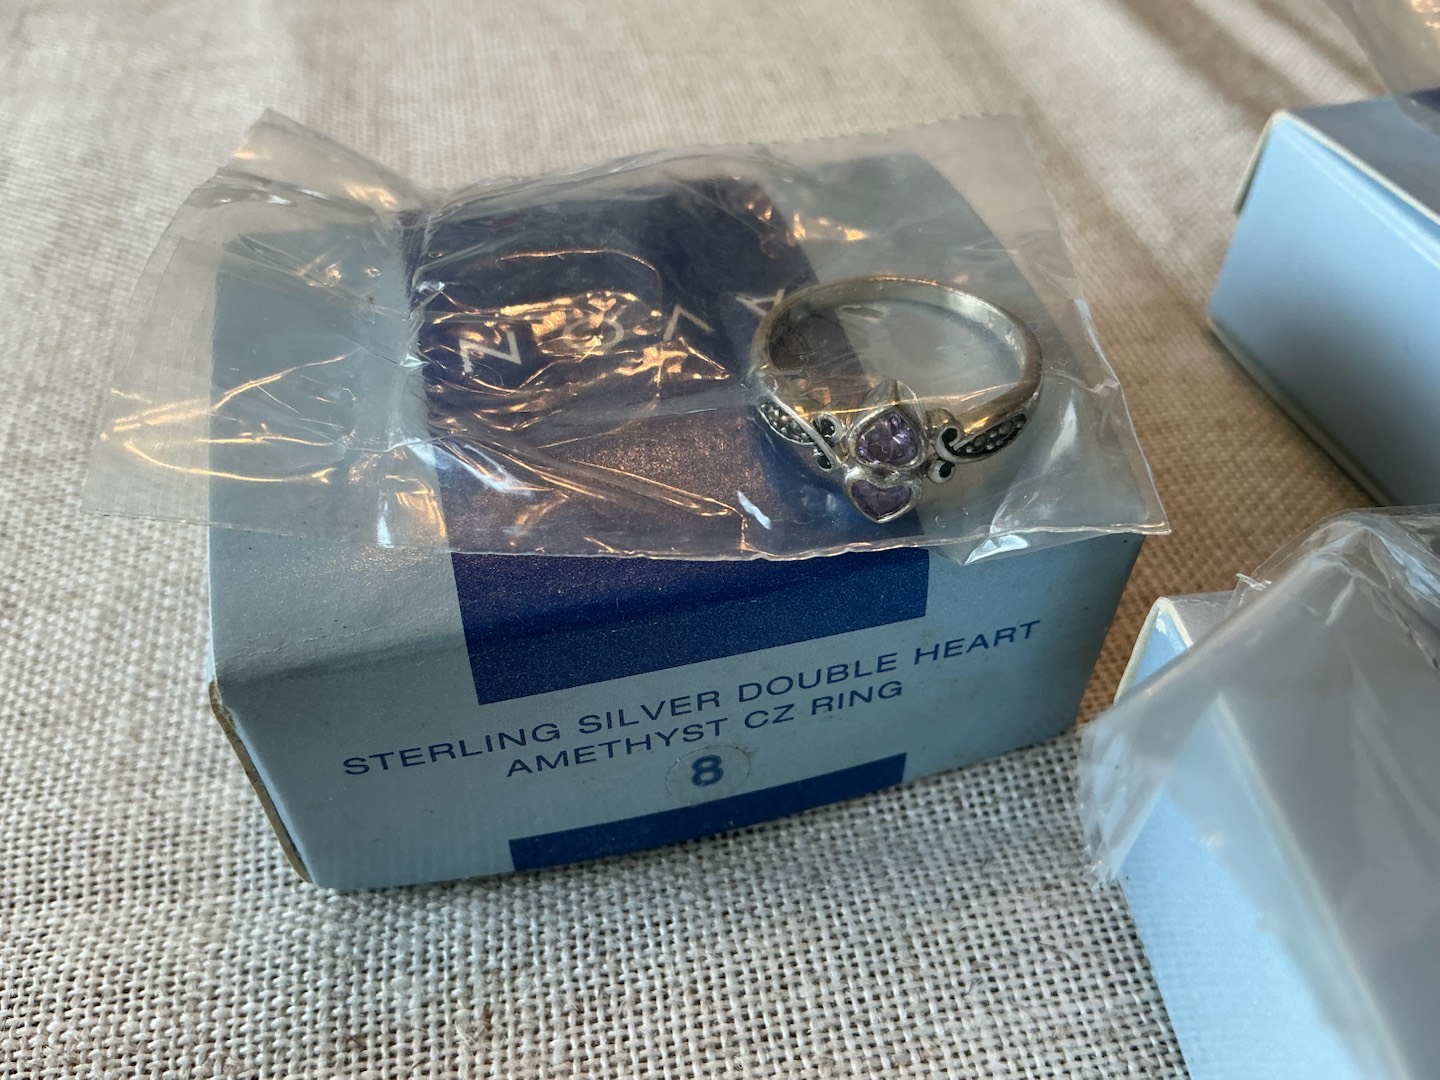 AVON
STERLING SILVER DOUBLE HEART
AMETHYST CZ RING
8